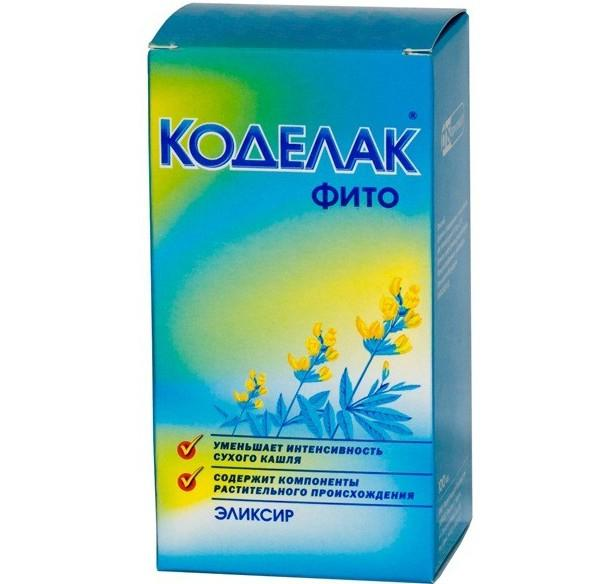 КОДЕЛАК®
ФИТО
УМЕНЬШАЕТ ИНТЕНСИВНОСТЬ
СУХОГО КАШЛЯ
СОДЕРЖИТ КОМПОНЕНТЫ
РАСТИТЕЛЬНОГО ПРОИСХОЖДЕНИЯ
ЭЛИКСИР